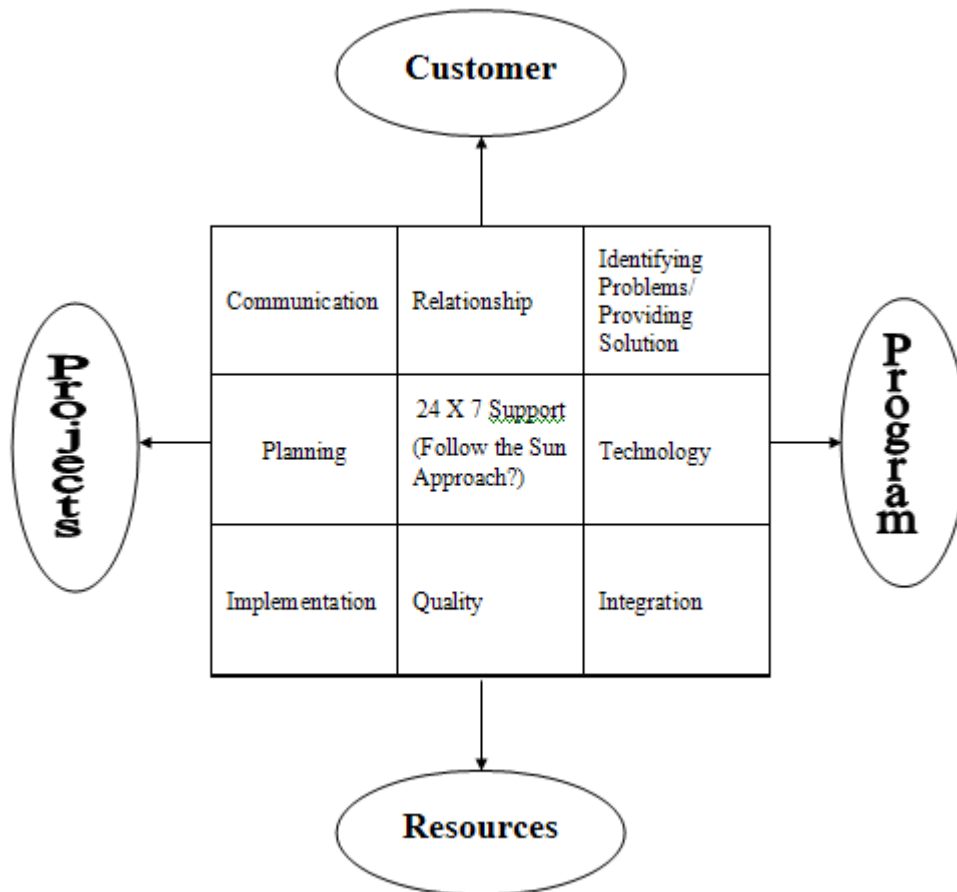 Customer
Communication
Relationship
Identifying
Problems/
Providing
Solution
Projects
Planning
24 X 7 Support
(Follow the Sun
Approach?)
Technology
Program
Implementation
Quality
Integration
Resources